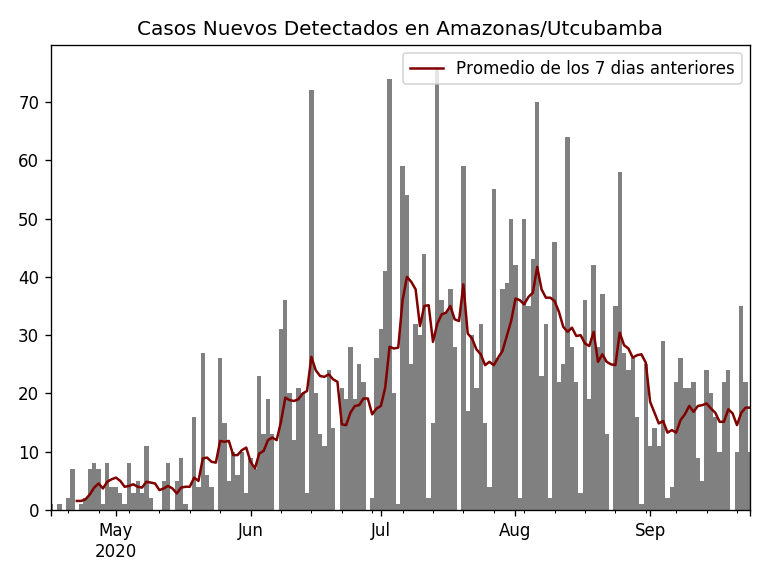 Casos Nuevos Detectados en Amazonas/Utcubamba
Promedio de los 7 dias anteriores
70
60
50
40
30
20
10
0
May
2020
Jun
Jul
Aug
Sep